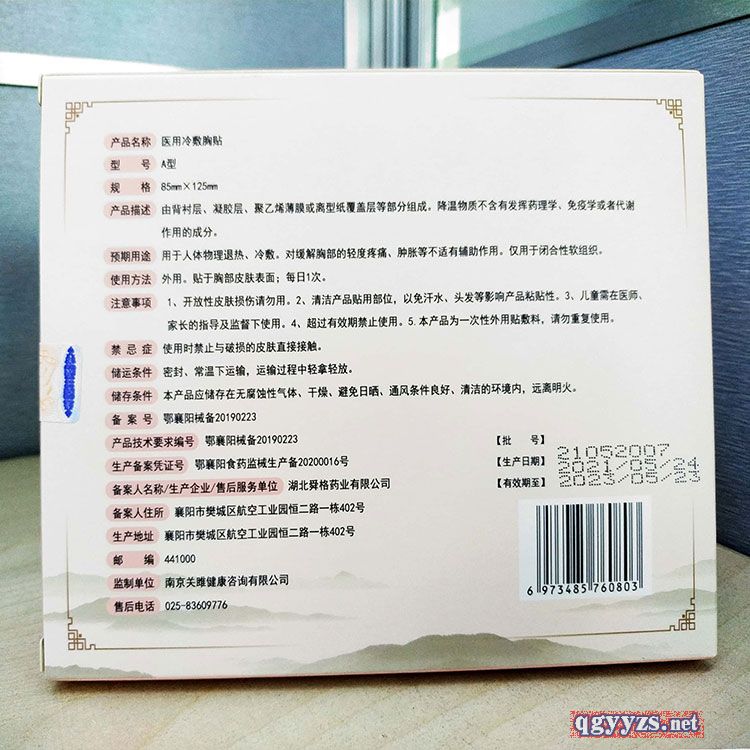 产品名称 医用冷敷胸贴
型 号 A型
规 格 85mm×125mm
产品描述 由背衬层、凝胶层、聚乙烯薄膜或离型纸覆盖层等部分组成。降温物质不含有发挥药理学、免疫学或者代谢
作用的成分。
预期用途 用于人体物理退热、冷敷。对缓解胸部的轻度疼痛、肿胀等不适有辅助作用。仅用于闭合性软组织。
使用方法 外用。贴于胸部皮肤表面；每日1次。
注意事项 1、开放性皮肤损伤请勿用。2、清洁产品贴用部位，以免汗水、头发等影响产品粘贴性。3、儿童需在医师、
家长的指导及监督下使用。4、超过有效期禁止使用。5.本产品为一次性外用贴敷料，请勿重复使用。
禁 忌 症 使用时禁止与破损的皮肤直接接触。
储运条件 密封、常温下运输，运输过程中轻拿轻放。
储存条件 本产品应储存在无腐蚀性气体、干燥、避免日晒、通风条件良好、清洁的环境内，远离明火。
备 案 号 鄂襄阳械备20190223
产品技术要求编号 鄂襄阳械备20190223
生产备案凭证号 鄂襄阳食药监械生产备20200016号
备案人名称/生产企业/售后服务单位 湖北舜格药业有限公司
备案人住所 襄阳市樊城区航空工业园恒二路一栋402号
生产地址 襄阳市樊城区航空工业园恒二路一栋402号
邮 编 441000
监制单位 南京关雎健康咨询有限公司
售后电话 025-83609776
【批 号】 21052007
【生产日期】 2021/05/24
【有效期至】 2023/05/23
6 973485 760803
qgyyzs.net